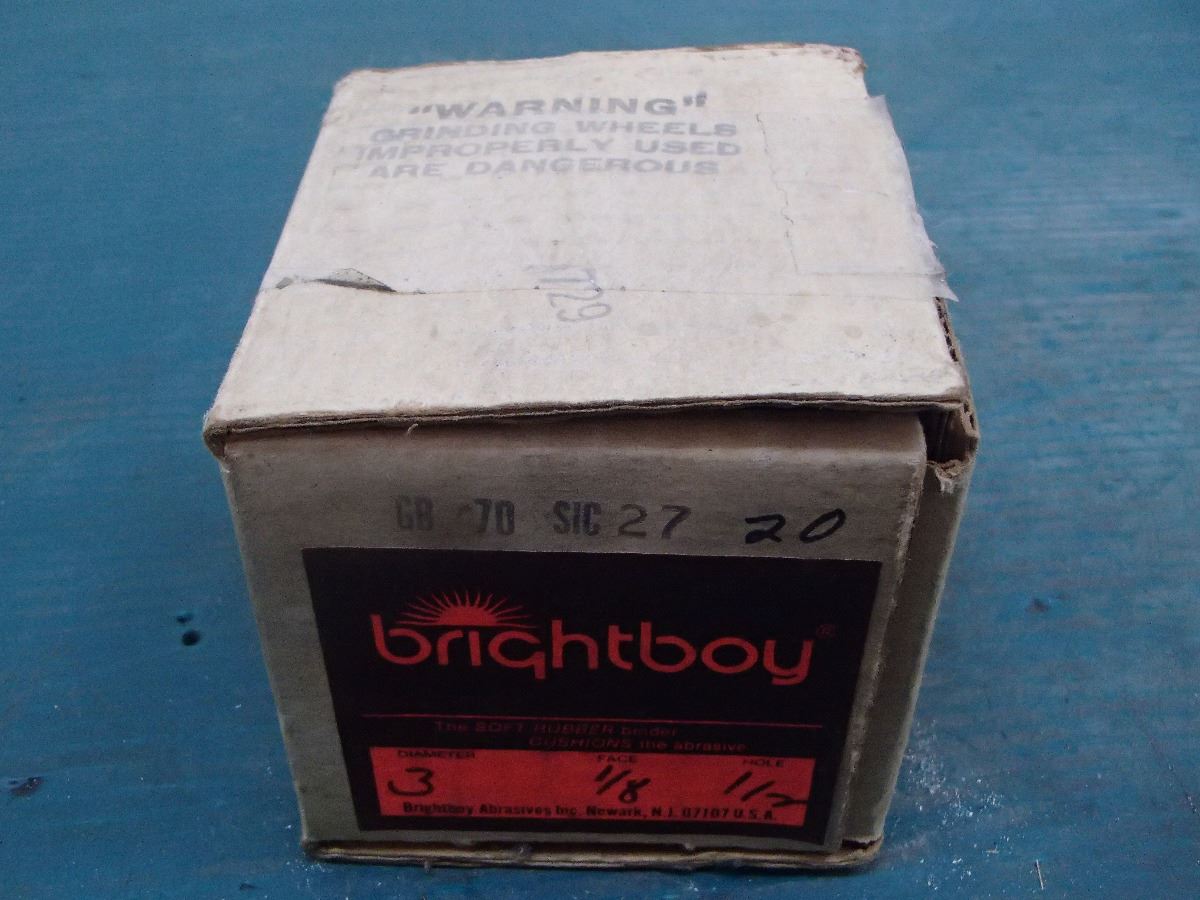 "WARNING"
GRINDING WHEELS
IMPROPERLY USED
ARE DANGEROUS
1729
GB 70 SIC 27 20
brightboy®
The SOFT RUBBER binder
CUSHIONS the abrasive
DIAMETER FACE HOLE
3 1/8 1/2
Brightboy Abrasives Inc. Newark, N.J. 07107 U.S.A.